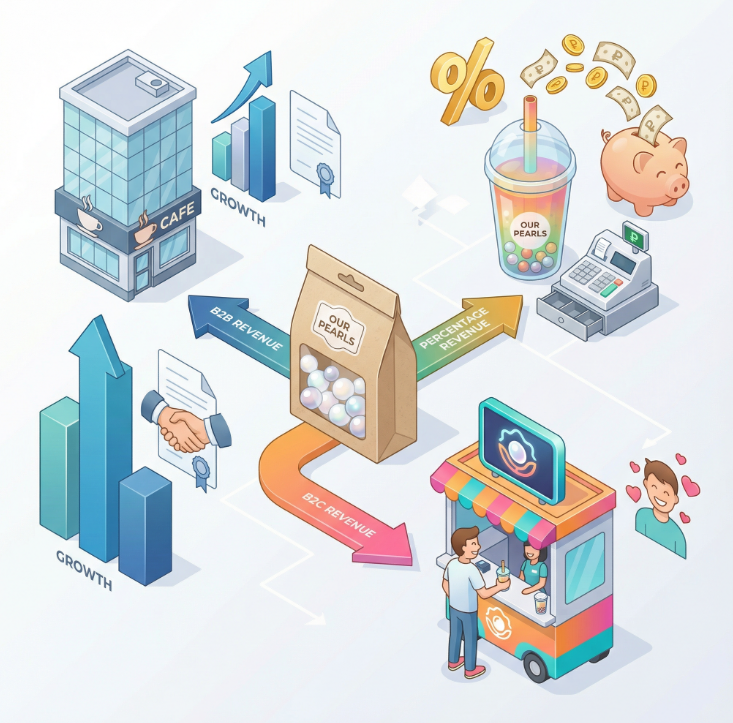 GROWTH
CAFE
%
OUR
PEARLS
₽
B2B REVENUE
OUR
PEARLS
PERCENTAGE
REVENUE
B2C REVENUE
GROWTH